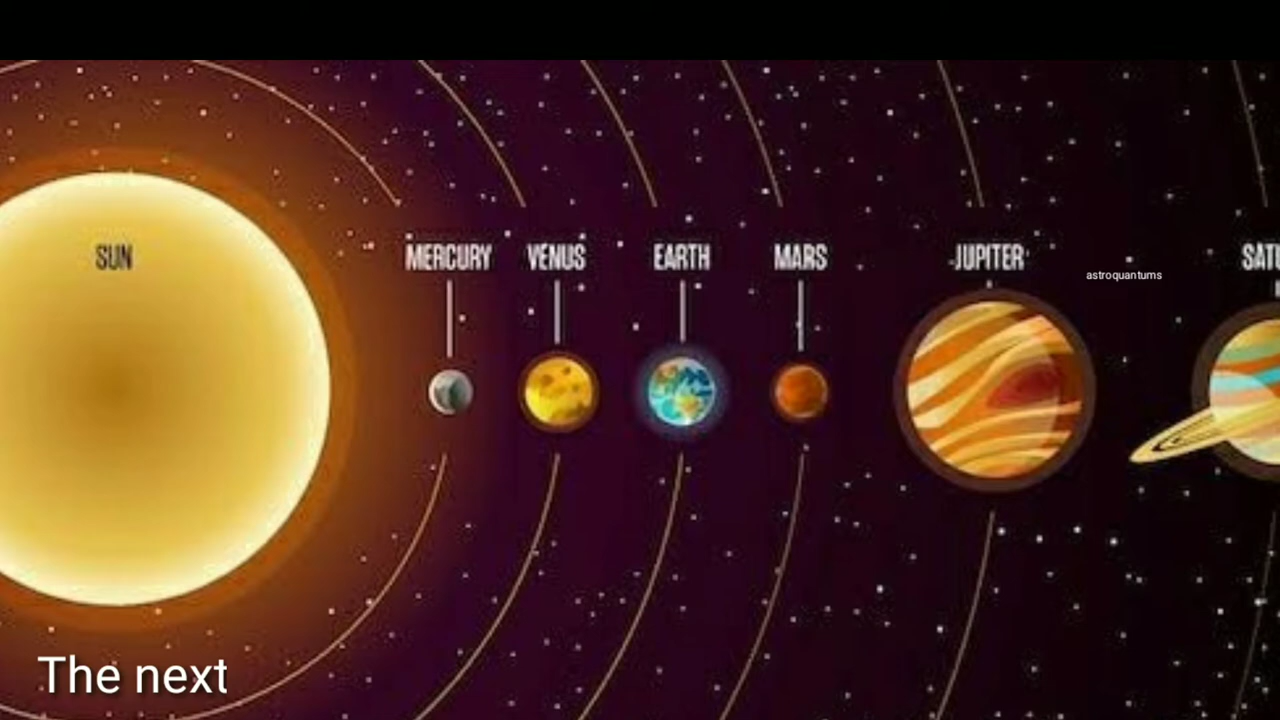 SUN
MERCURY
VENUS
EARTH
MARS
JUPITER
astroquantums
The next